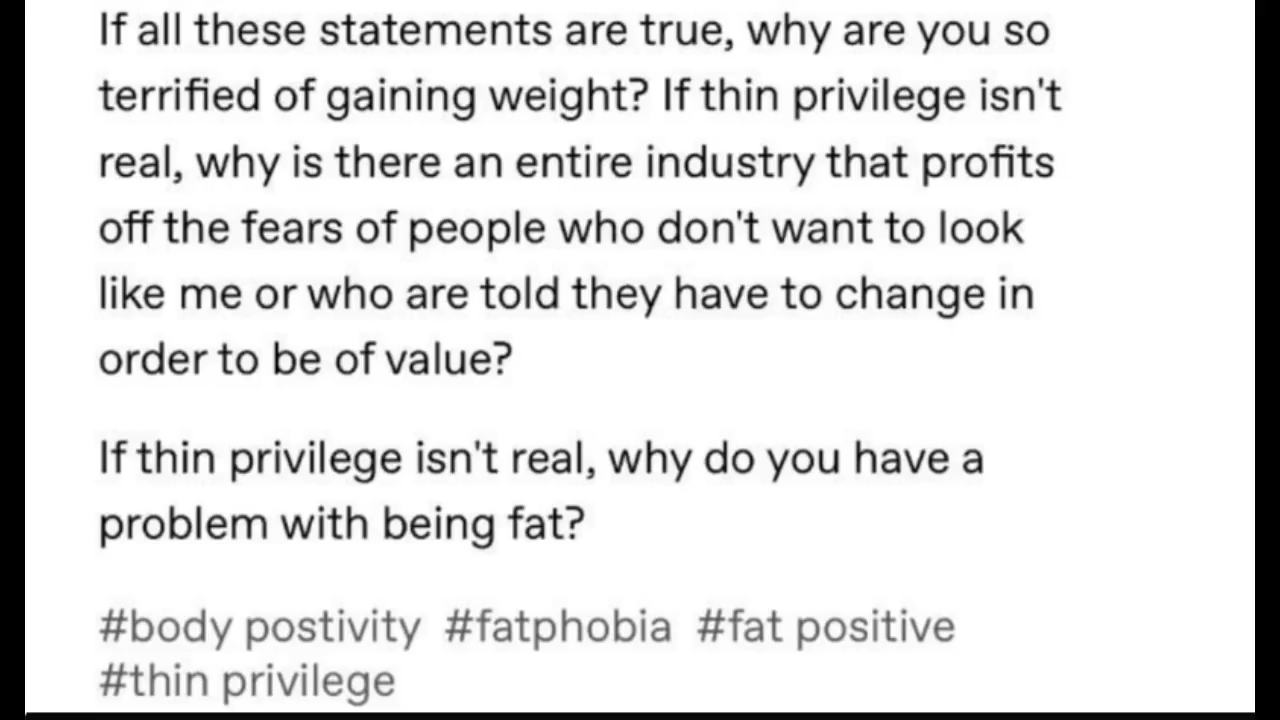 If all these statements are true, why are you so
terrified of gaining weight? If thin privilege isn't
real, why is there an entire industry that profits
off the fears of people who don't want to look
like me or who are told they have to change in
order to be of value?
If thin privilege isn't real, why do you have a
problem with being fat?
#body postivity #fatphobia #fat positive
#thin privilege